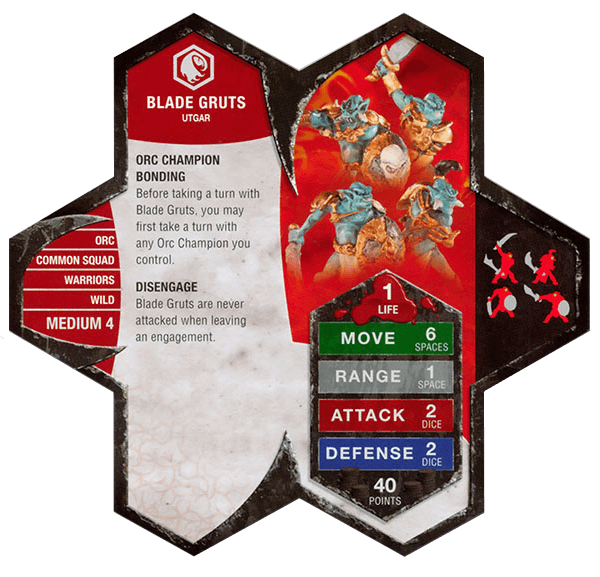 BLADE GRUTS
UTGAR
ORC CHAMPION
BONDING
Before taking a turn with
Blade Gruts, you may
first take a turn with
any Orc Champion you
control.
DISENGAGE
Blade Gruts are never
attacked when leaving
an engagement.
ORC
COMMON SQUAD
WARRIORS
WILD
MEDIUM 4
1
LIFE
MOVE 6
SPACES
RANGE 1
SPACE
ATTACK 2
DICE
DEFENSE 2
DICE
40
POINTS